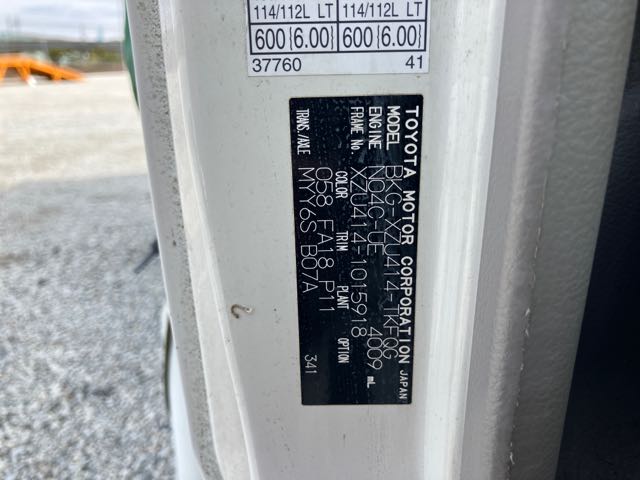 114/112L LT 114/112L LT
600{6.00} 600{6.00}
37760 41
TOYOTA MOTOR CORPORATION JAPAN
MODEL BKG-XZU414-TKFQG
ENGINE N04C-UE 4009 mL
FRAME No. XZU414-1015918
COLOR TRIM PLANT OPTION
058 FA18 P11
TRANS./AXLE MYY6S B07A 341